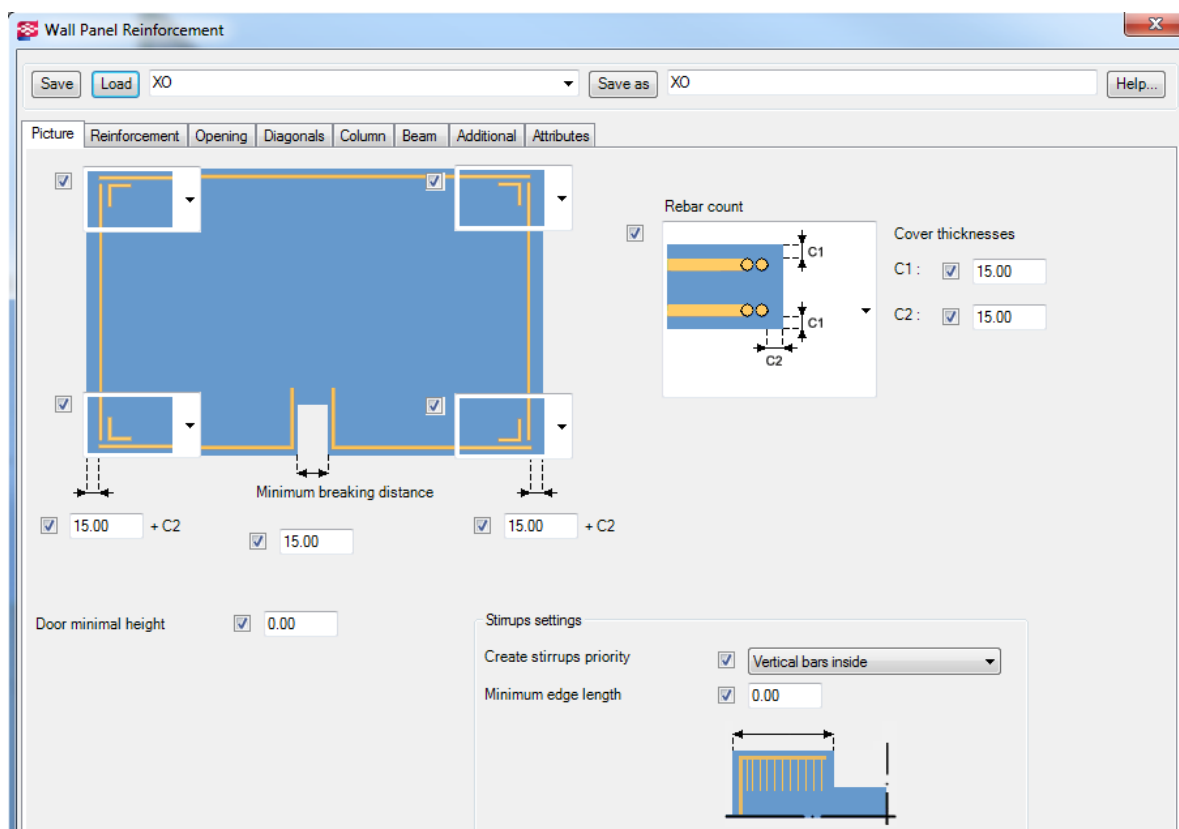 Wall Panel Reinforcement
Save Load XO Save as XO Help...
Picture Reinforcement Opening Diagonals Column Beam Additional Attributes
Rebar count
Cover thicknesses
C1
C1 : 15.00
C2 : 15.00
C1
C2
Minimum breaking distance
15.00 + C2
15.00
15.00 + C2
Door minimal height 0.00
Stirrups settings
Create stirrups priority Vertical bars inside
Minimum edge length 0.00